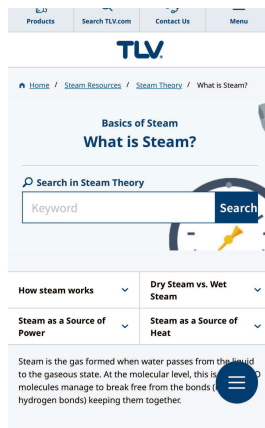 Products Search TLV.com Contact Us Menu
TLV.
Home / Steam Resources / Steam Theory / What is Steam?
Basics of Steam
What is Steam?
Search in Steam Theory
Keyword Search
How steam works
Dry Steam vs. Wet
Steam
Steam as a Source of
Power
Steam as a Source of
Heat
Steam is the gas formed when water passes from the liquid
to the gaseous state. At the molecular level, this is
molecules manage to break free from the bonds
hydrogen bonds) keeping them together.